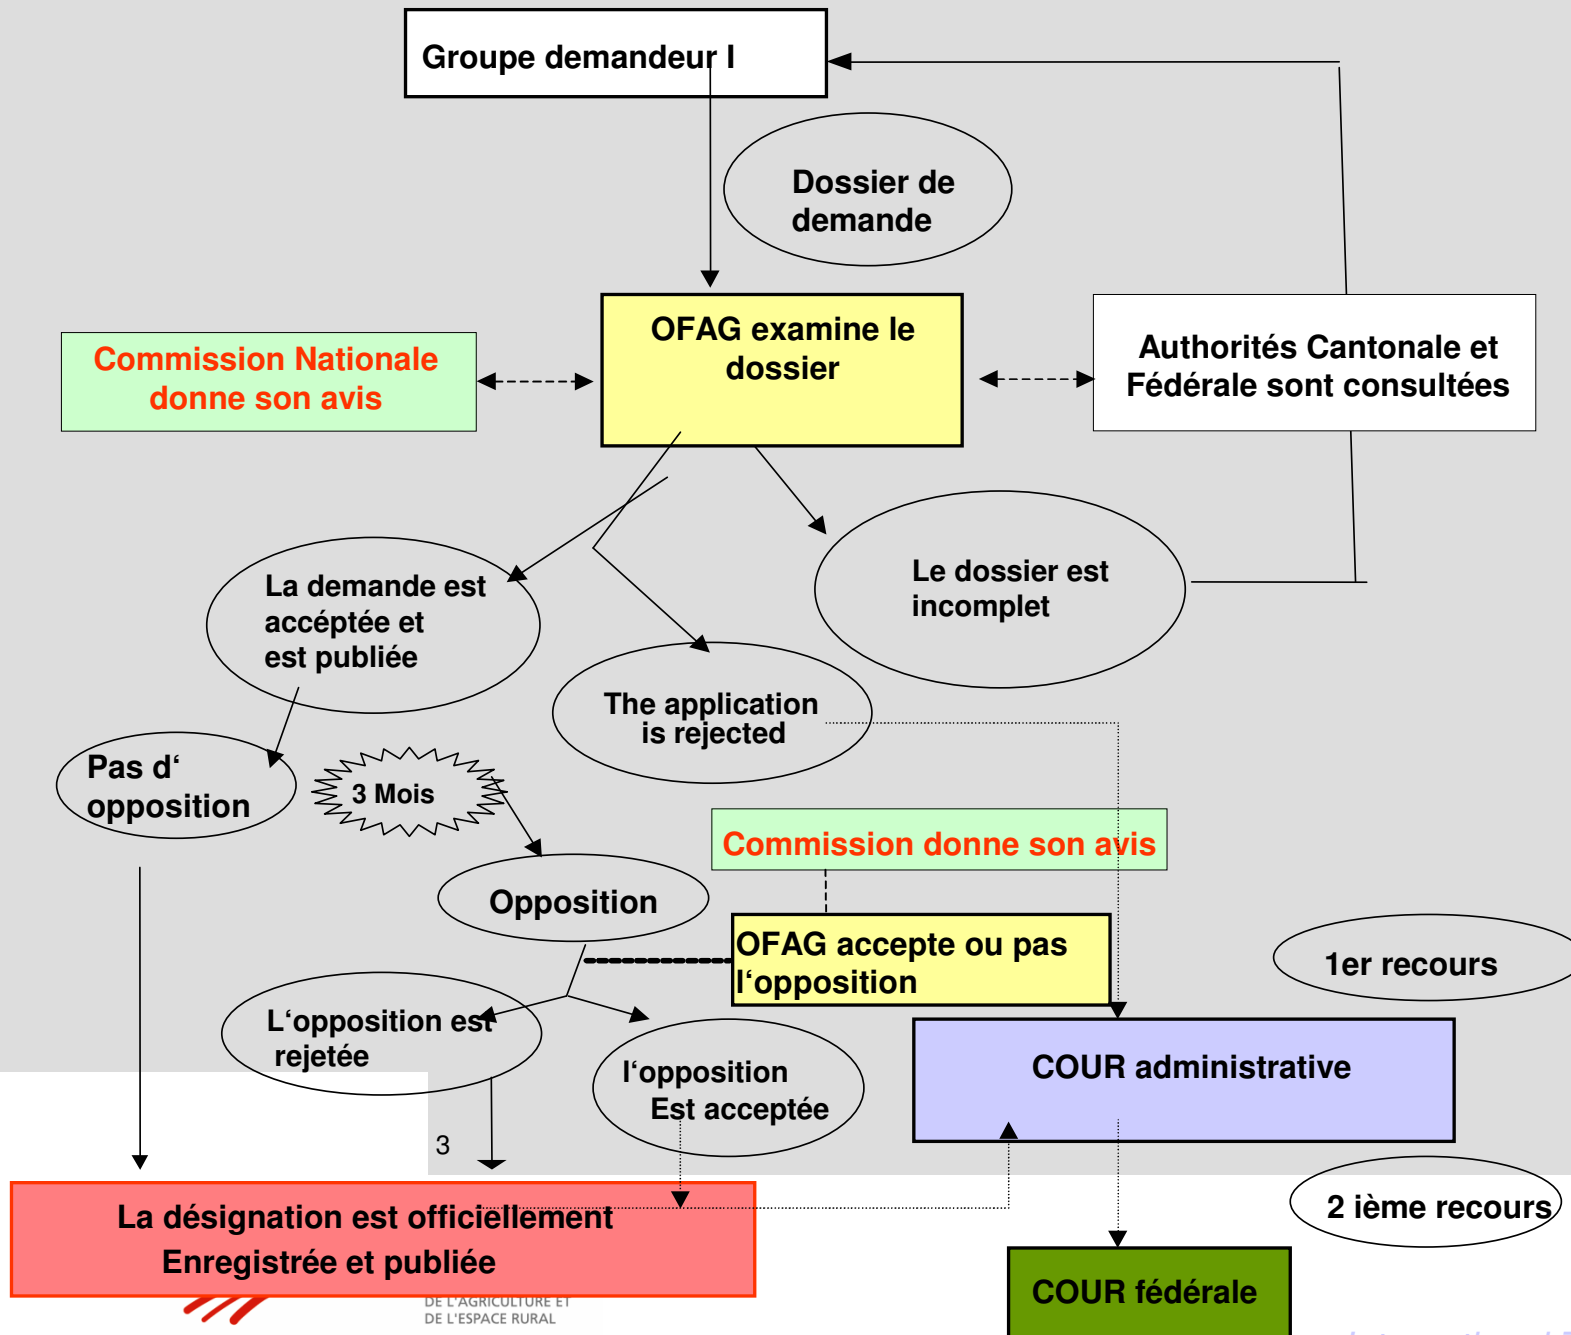 Groupe demandeur I
Dossier de
demande
OFAG examine le
dossier
Commission Nationale
donne son avis
Authorités Cantonale et
Fédérale sont consultées
La demande est
accéptée et
est publiée
Le dossier est
incomplet
The application
is rejected
Pas d‘
opposition
3 Mois
Commission donne son avis
Opposition
OFAG accepte ou pas
l‘opposition
1er recours
L‘opposition est
rejetée
l‘opposition
Est acceptée
COUR administrative
3
La désignation est officiellement
Enregistrée et publiée
2 ième recours
COUR fédérale
DE L'AGRICULTURE ET
DE L'ESPACE RURAL